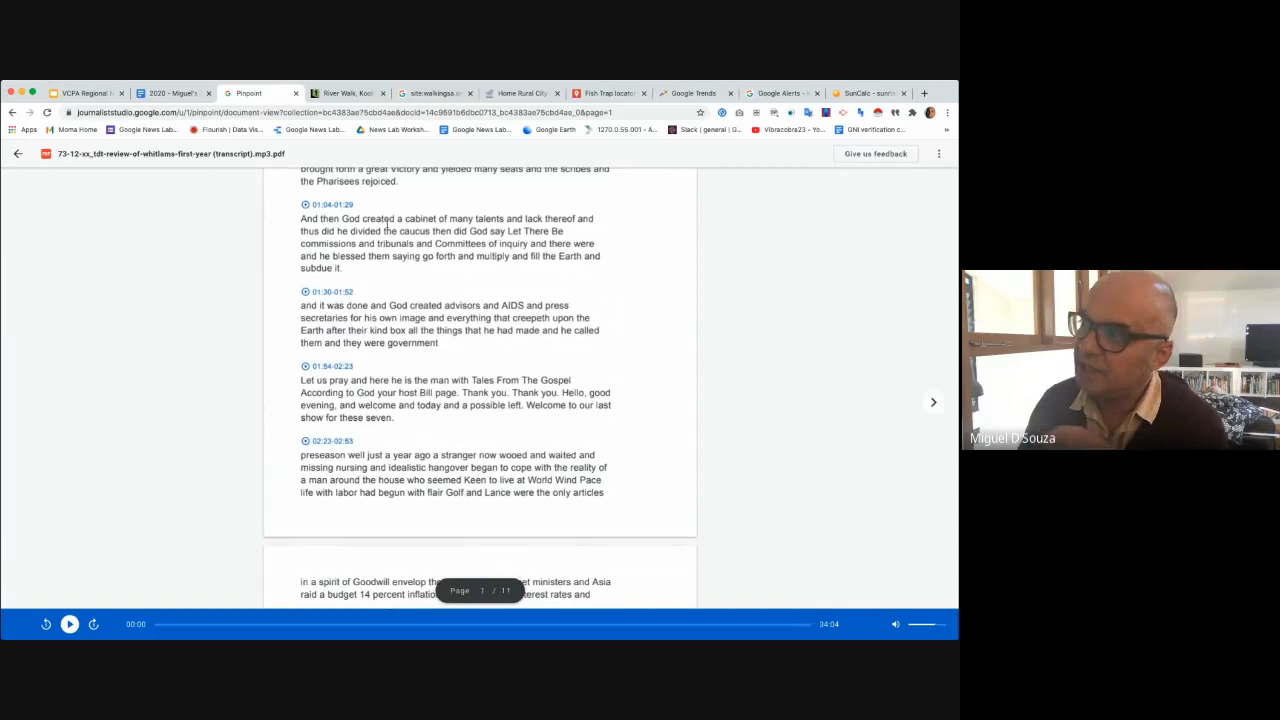 VCPA Regional
2020 - Miguel's
Pinpoint
River Walk, Kool
site:walkingsa.or
Home Rural City
Fish Trap locator
Google Trends
Google Alerts -
SunCalc - sunris
journaliststudio.google.com/u/1/pinpoint/document-view?collection=bc4383ae75cbd4ae&docid=14c9591b6dbc0713_bc4383ae75cbd4ae_0&page=1
Apps
Moma Home
Google News Lab...
Flourish | Data Vis...
Google News Lab...
News Lab Worksh...
Google News Lab...
Google Earth
1270.0.55.001 - A...
Slack | general | G...
Vibracobra23 - Yo...
GNI verification c...
73-12-xx_tdt-review-of-whitlams-first-year (transcript).mp3.pdf
Give us feedback
brought forth a great victory and yielded many seats and the scribes and
the Pharisees rejoiced.
01:04-01:29
And then God created a cabinet of many talents and lack thereof and
thus did he divided the caucus then did God say Let There Be
commissions and tribunals and Committees of inquiry and there were
and he blessed them saying go forth and multiply and fill the Earth and
subdue it.
01:30-01:52
and it was done and God created advisors and AIDS and press
secretaries for his own image and everything that creepeth upon the
Earth after their kind box all the things that he had made and he called
them and they were government
01:54-02:23
Let us pray and here he is the man with Tales From The Gospel
According to God your host Bill page. Thank you. Thank you. Hello, good
evening, and welcome and today and a possible left. Welcome to our last
show for these seven.
02:23-02:53
preseason well just a year ago a stranger now wooed and waited and
missing nursing and idealistic hangover began to cope with the reality of
a man around the house who seemed Keen to live at World Wind Pace
life with labor had begun with flair Golf and Lance were the only articles
in a spirit of Goodwill envelop the ministers and Asia
raid a budget 14 percent inflatio terest rates and
Page 1 / 11
00:00
34:04
Miguel D'Souza